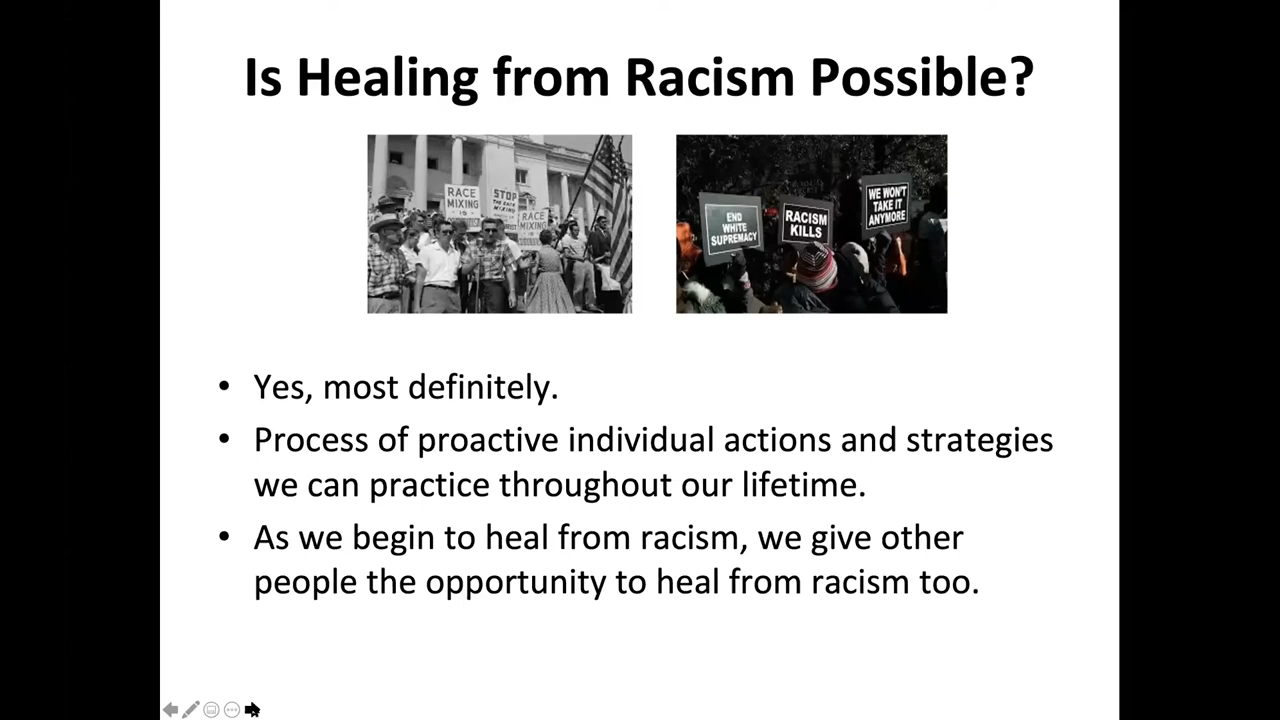 Is Healing from Racism Possible?
RACE
MIXING
IS
STOP
RACE
MIXING
END
WHITE
SUPREMACY
RACISM
KILLS
WE WON'T
TAKE IT
ANYMORE
• Yes, most definitely.
• Process of proactive individual actions and strategies
we can practice throughout our lifetime.
• As we begin to heal from racism, we give other
people the opportunity to heal from racism too.